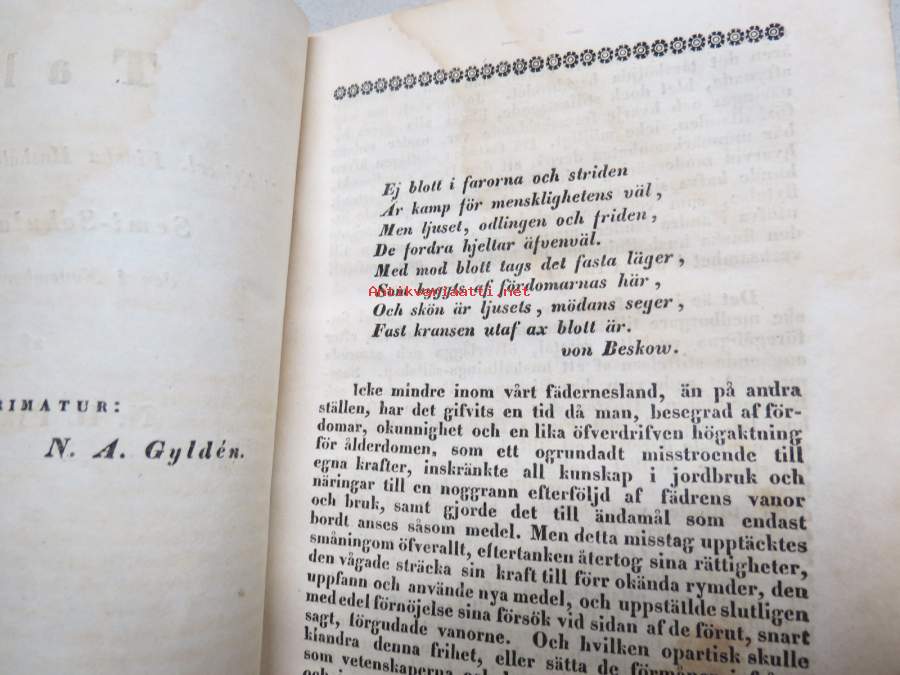 IMATUR:
N. A. Gyldén.
Ej blott i farorna och striden
Är kamp för mensklighetens väl,
Men ljuset, odlingen och friden,
De fordra hjeltar äfvenväl.
Med mod blott tags det fasta läger,
Som byggts af fördomarnas här,
Antikvariaatti.net
Och skön är ljusets, mödans seger,
Fast kransen utaf ax blott är.
von Beskow.
Icke mindre inom vårt fädernesland, än på andra
ställen, har det gifvits en tid då man, besegrad af för-
domar, okunnighet och en lika öfverdrifven högaktning
för ålderdomen, som ett ogrundadt misstroende till
egna krafter, inskränkte all kunskap i jordbruk och
näringar till en noggrann efterföljd af fädrens vanor
och bruk, samt gjorde det till ändamål som endast
bordt anses såsom medel. Men detta misstag upptäcktes
småningom öfverallt, eftertanken återtog sina rättigheter,
den vågade sträcka sin kraft till förr okända rymder, den
uppfann och använde nya medel, och uppställde slutligen
med edel förnöjelse sina försök vid sidan af de förut, snart
sagt, förgudade vanorne. Och hvilken opartisk skulle
kiandra denna frihet, eller sätta de förmåner i
som vetenskaperna och